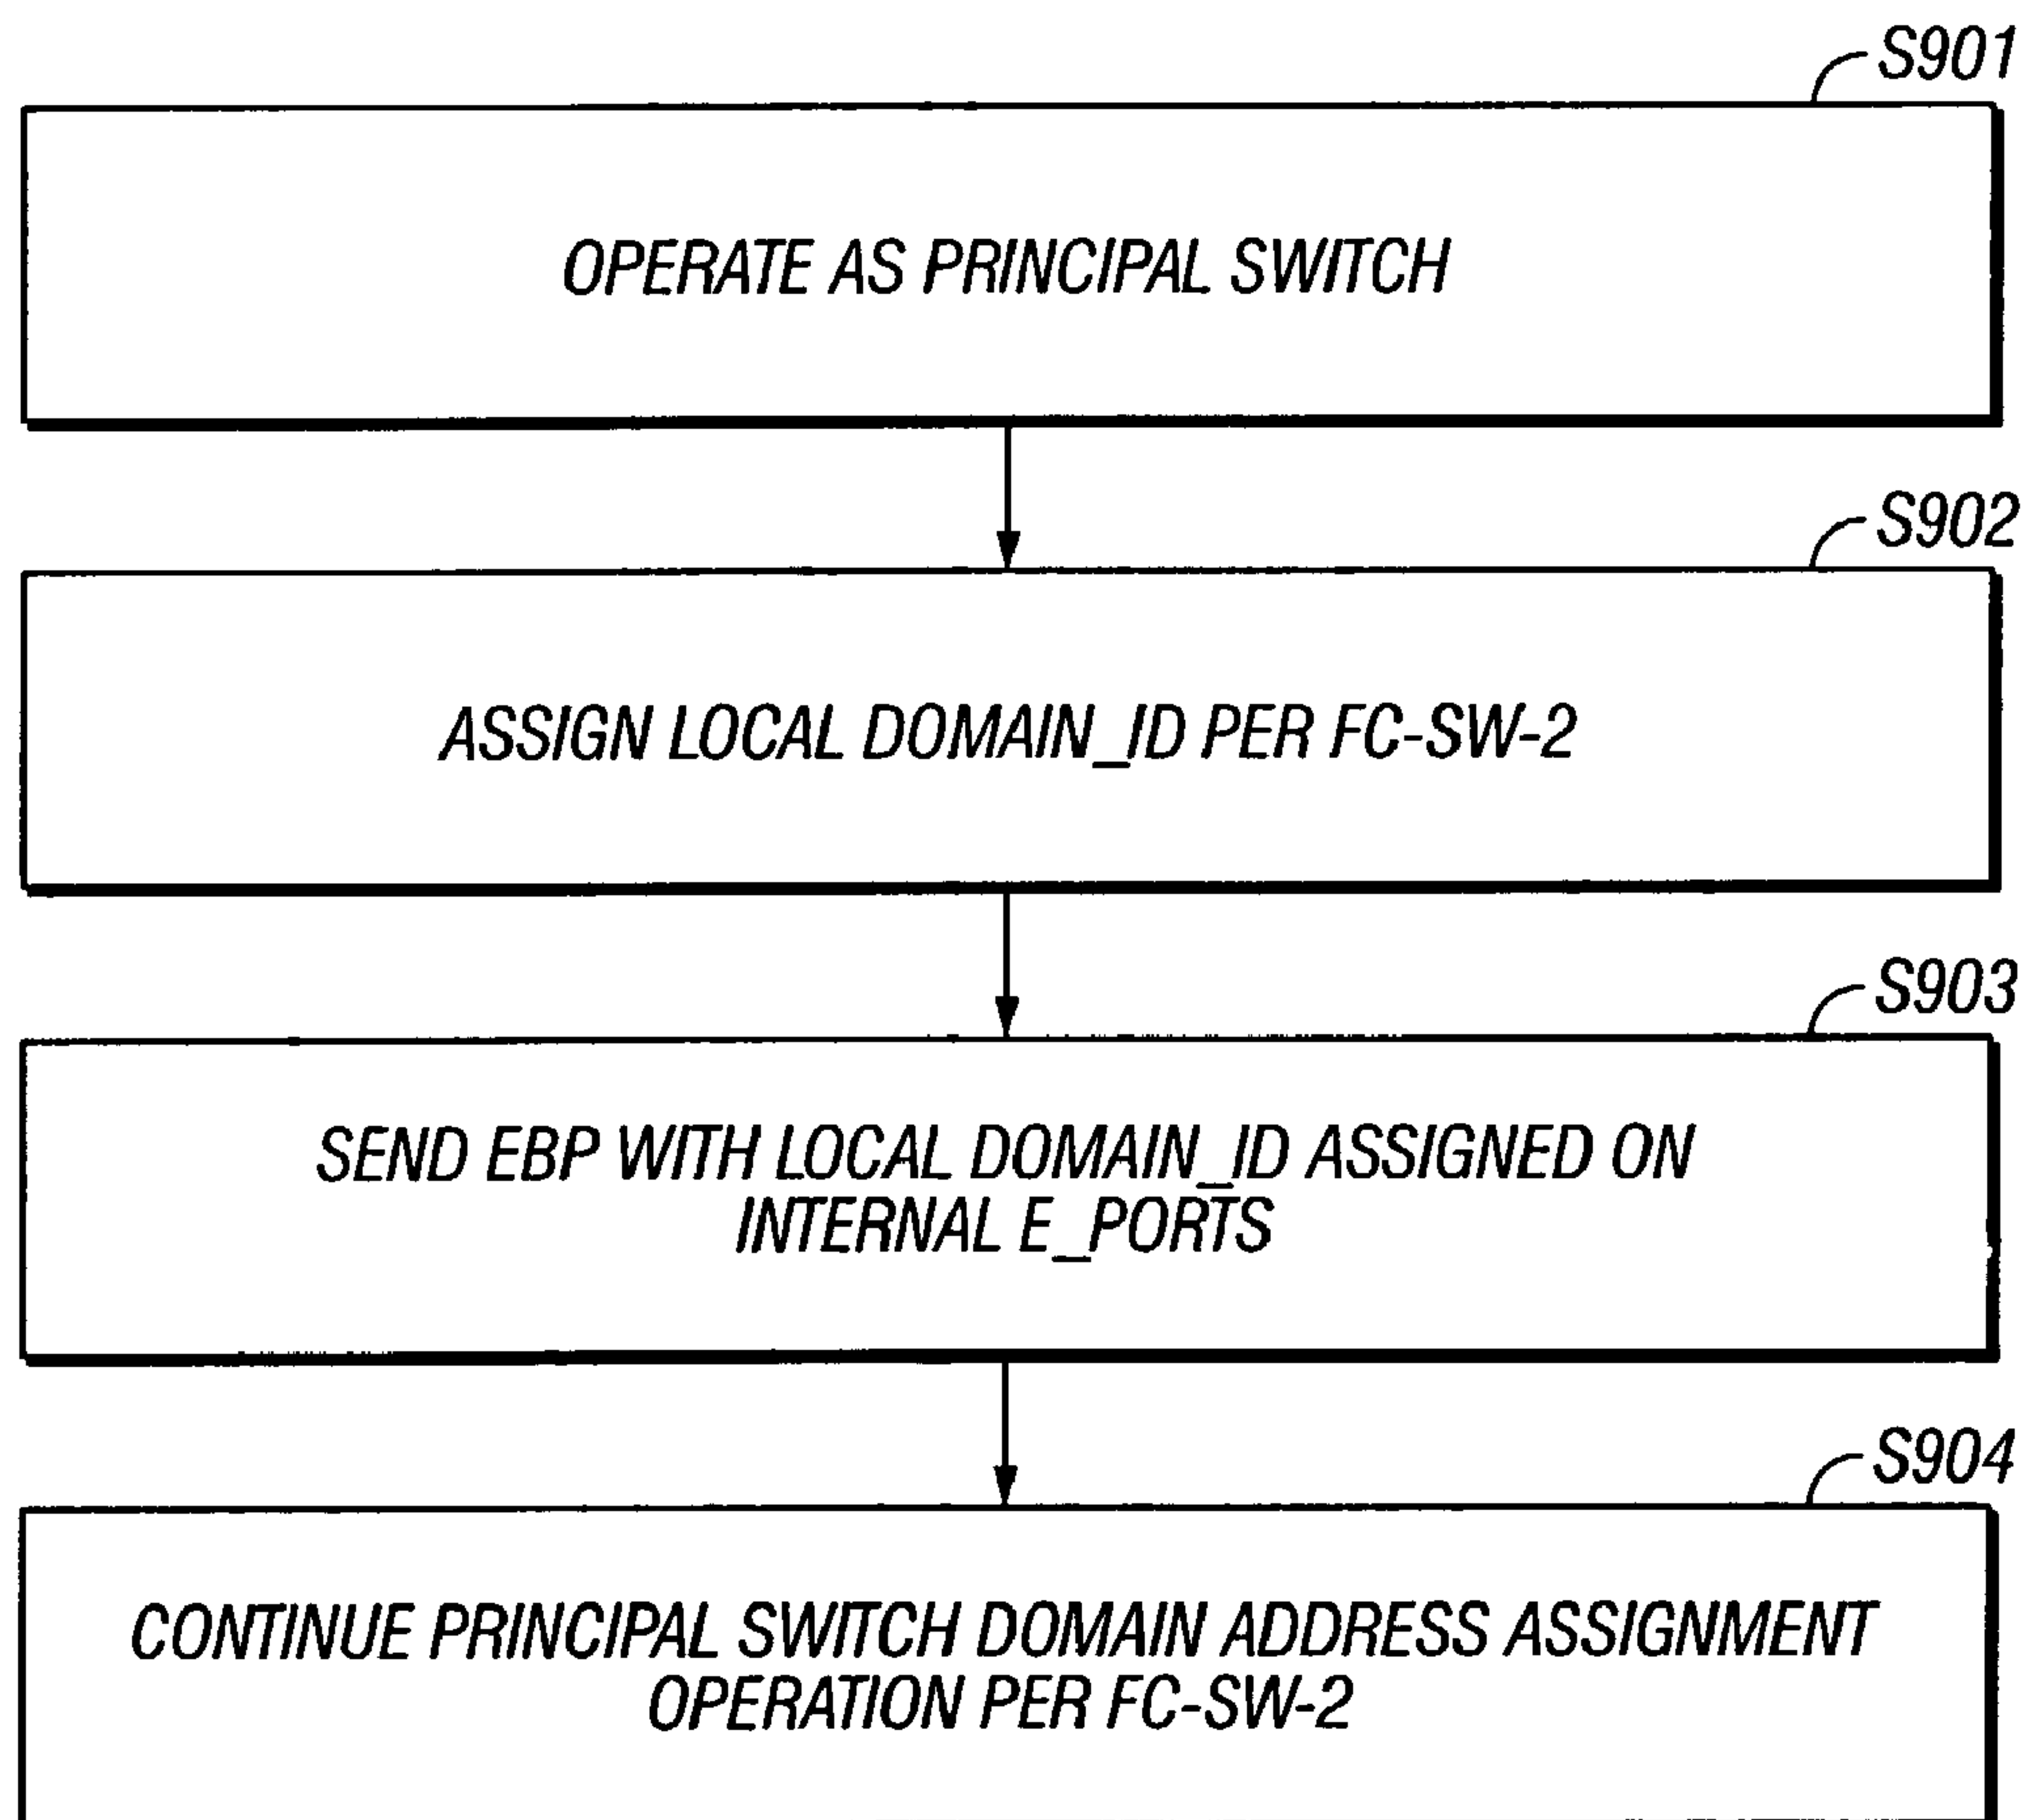 S901
OPERATE AS PRINCIPAL SWITCH
S902
ASSIGN LOCAL DOMAIN_ID PER FC-SW-2
S903
SEND EBP WITH LOCAL DOMAIN_ID ASSIGNED ON
INTERNAL E_PORTS
S904
CONTINUE PRINCIPAL SWITCH DOMAIN ADDRESS ASSIGNMENT
OPERATION PER FC-SW-2